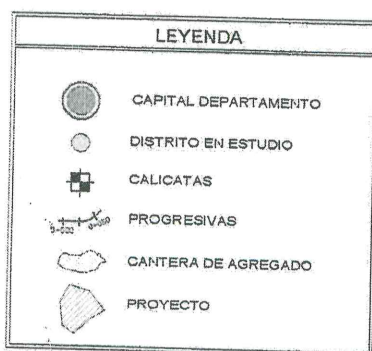 LEYENDA
CAPITAL DEPARTAMENTO
DISTRITO EN ESTUDIO
CALICATAS
PROGRESIVAS
CANTERA DE AGREGADO
PROYECTO